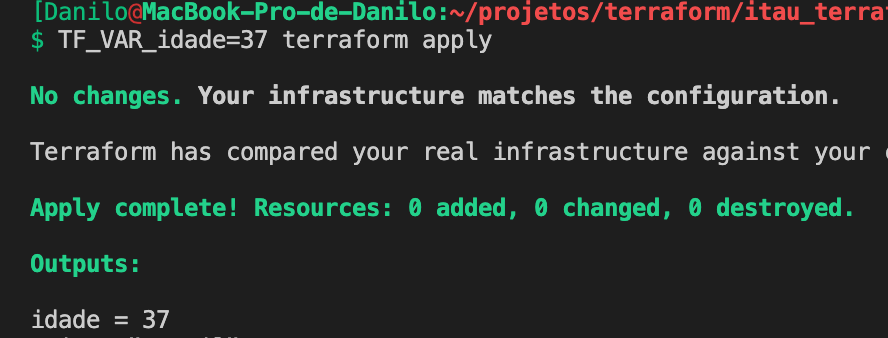 [Danilo@MacBook-Pro-de-Danilo:~/projetos/terraform/itau_terra
$ TF_VAR_idade=37 terraform apply
No changes. Your infrastructure matches the configuration.
Terraform has compared your real infrastructure against your
Apply complete! Resources: 0 added, 0 changed, 0 destroyed.
Outputs:
idade = 37